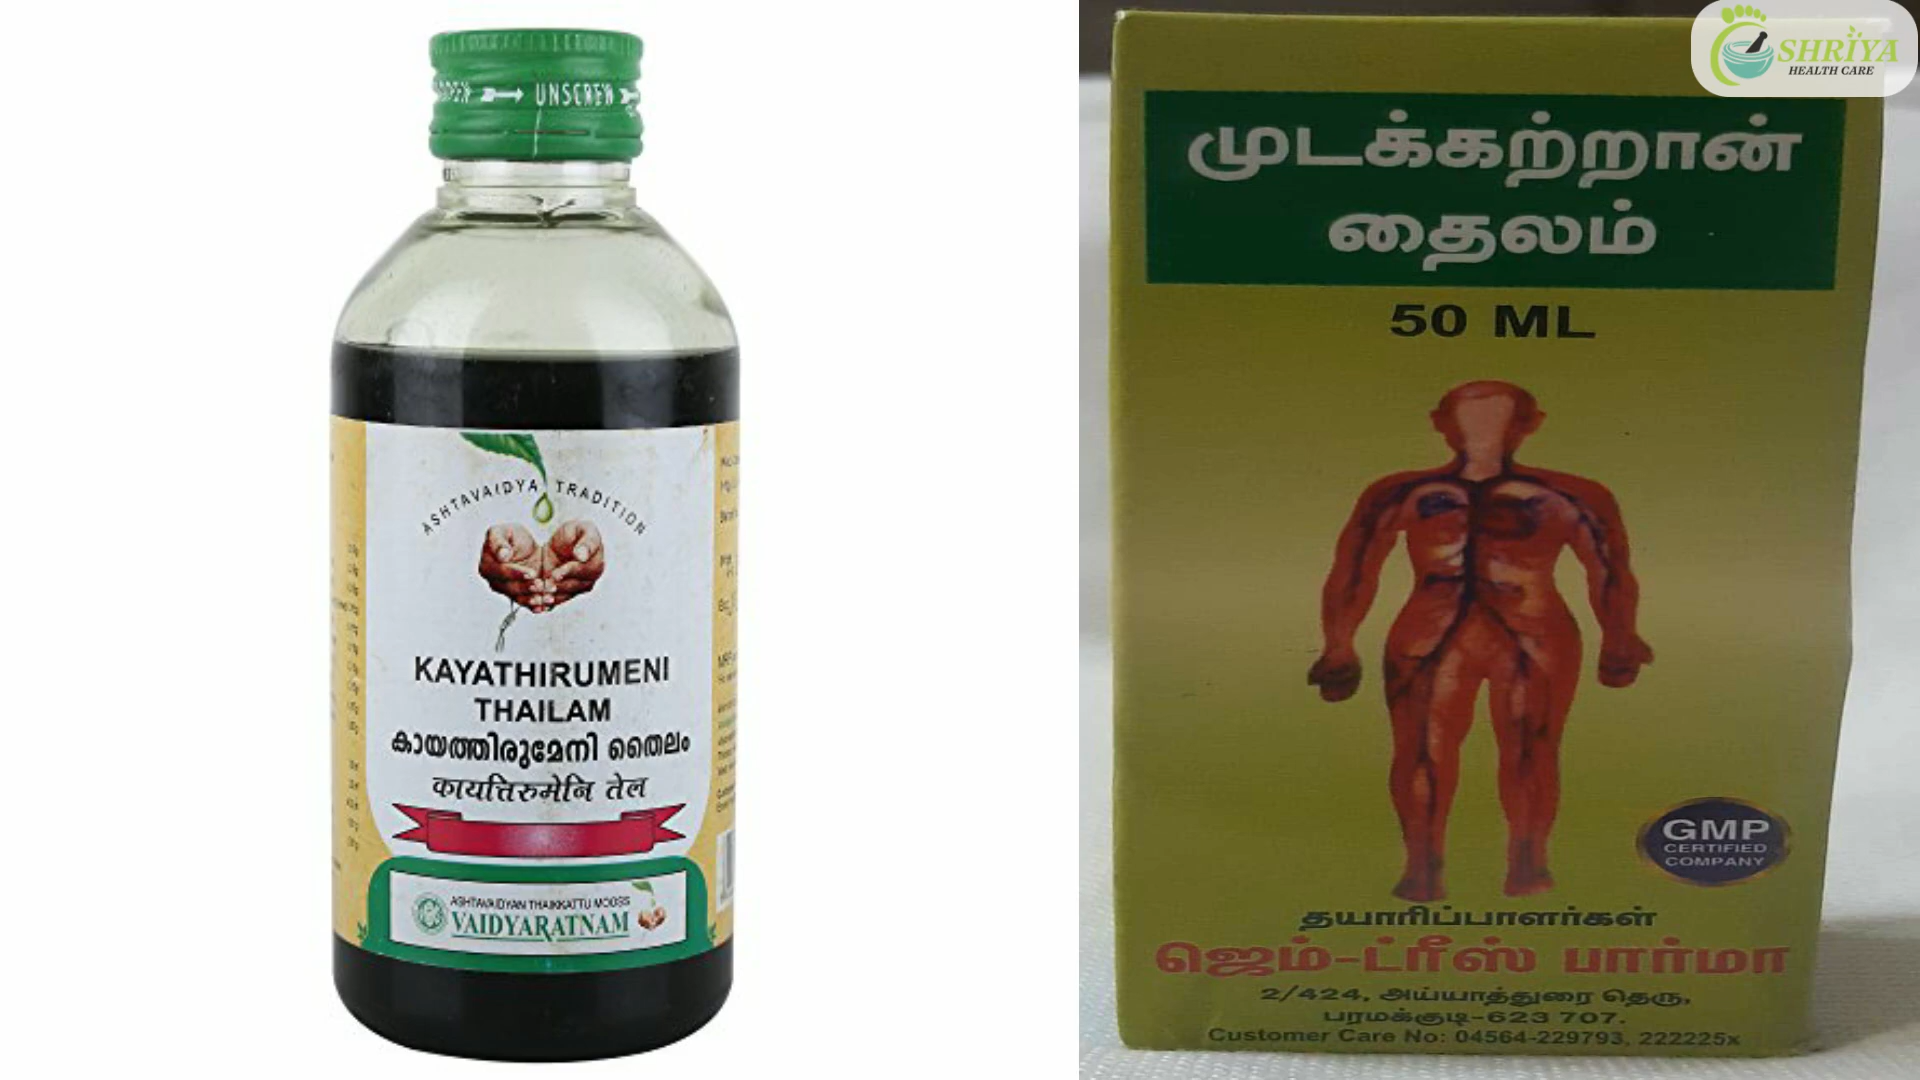 UNSCREW
ASHTAVAIDYA TRADITION
KAYATHIRUMENI
THAILAM
കായത്തിരുമേനി തൈലം
कायत्तिरुमेनि तेल
ASHTAVAIDYAN THAIKKATTU MOOSS
VAIDYARATNAM
SHRIYA
HEALTH CARE
முடக்கற்றான்
தைலம்
50 ML
GMP
CERTIFIED
COMPANY
தயாரிப்பாளர்கள்
ஜெம்-ட்ரீஸ் பார்மா
2/424, அய்யாத்துரை தெரு,
பரமக்குடி-623 707.
Customer Care No: 04564-229793, 222225x